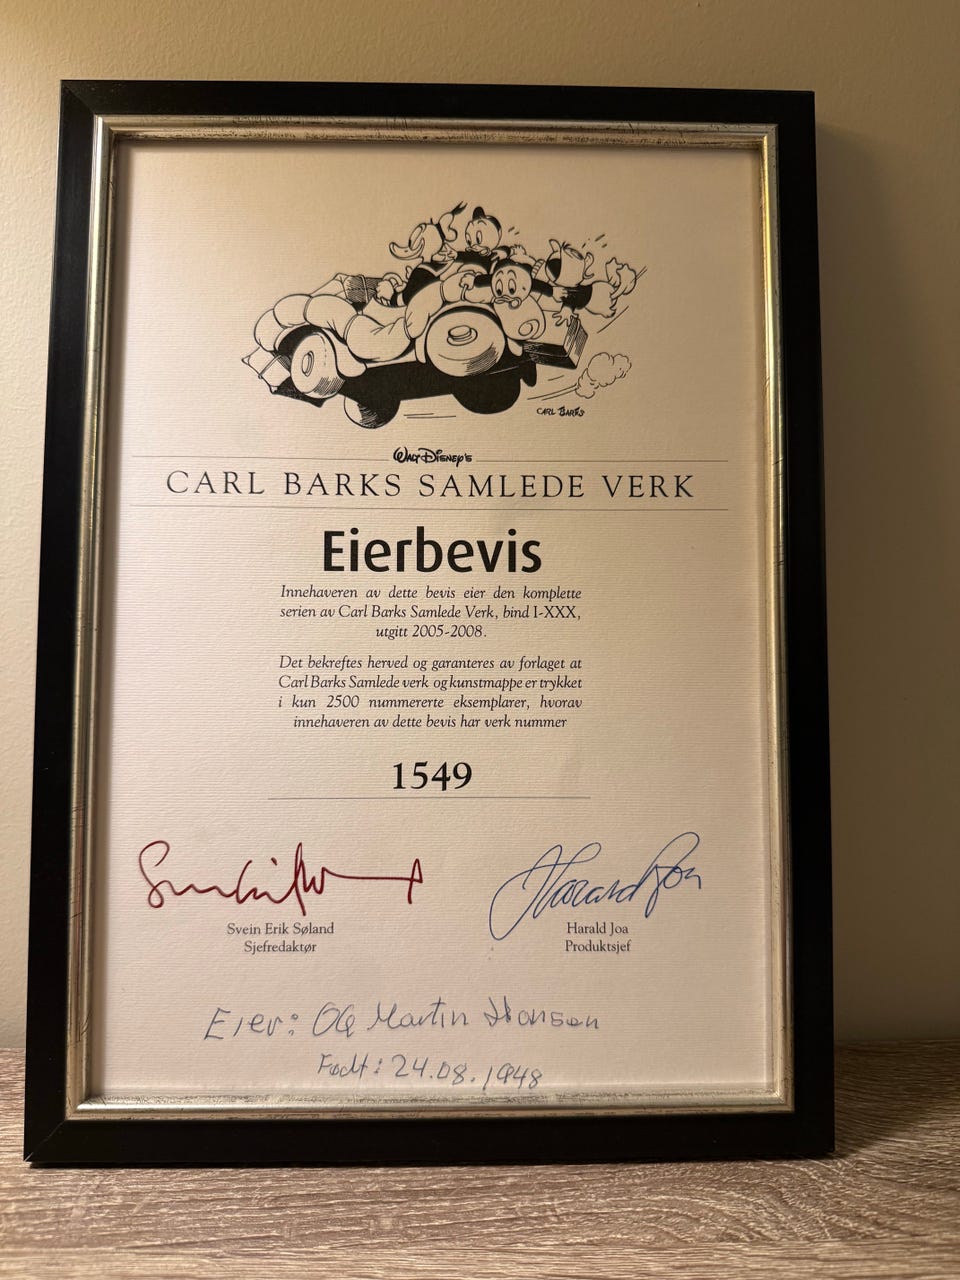 CARL BARKS
WALT DISNEY'S
CARL BARKS SAMLEDE VERK
Eierbevis
Innehaveren av dette bevis eier den komplette
serien av Carl Barks Samlede Verk, bind I-XXX,
utgitt 2005-2008.
Det bekreftes herved og garanteres av forlaget at
Carl Barks Samlede verk og kunstmappe er trykket
i kun 2500 nummererte eksemplarer, hvorav
innehaveren av dette bevis har verk nummer
1549
Harald Joa
Svein Erik Søland
Sjefredaktør
Harald Joa
Produktsjef
Eier: Ole Martin Hansen
Født: 24.08.1948